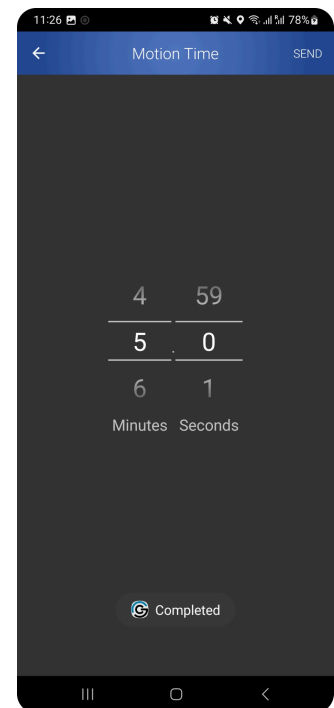 11:26 78%
Motion Time SEND
4 59
5 . 0
6 1
Minutes Seconds
Completed